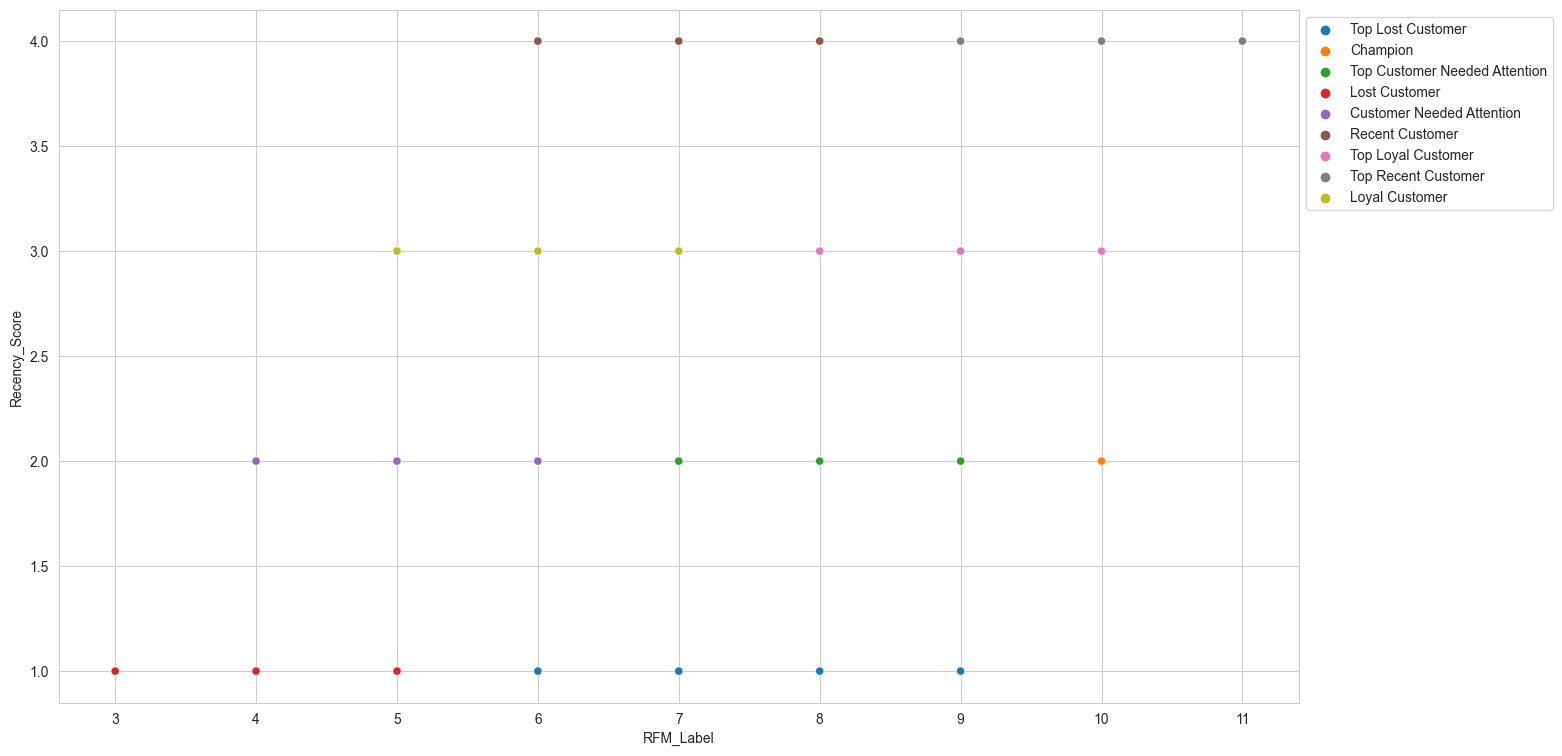 4.0
3.5
3.0
2.5
2.0
1.5
1.0
Recency_Score
3 4 5 6 7 8 9 10 11
RFM_Label
Top Lost Customer
Champion
Top Customer Needed Attention
Lost Customer
Customer Needed Attention
Recent Customer
Top Loyal Customer
Top Recent Customer
Loyal Customer